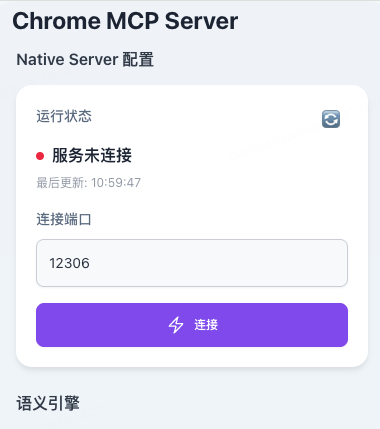 Chrome MCP Server
Native Server 配置
运行状态
服务未连接
最后更新: 10:59:47
连接端口
12306
连接
语义引擎